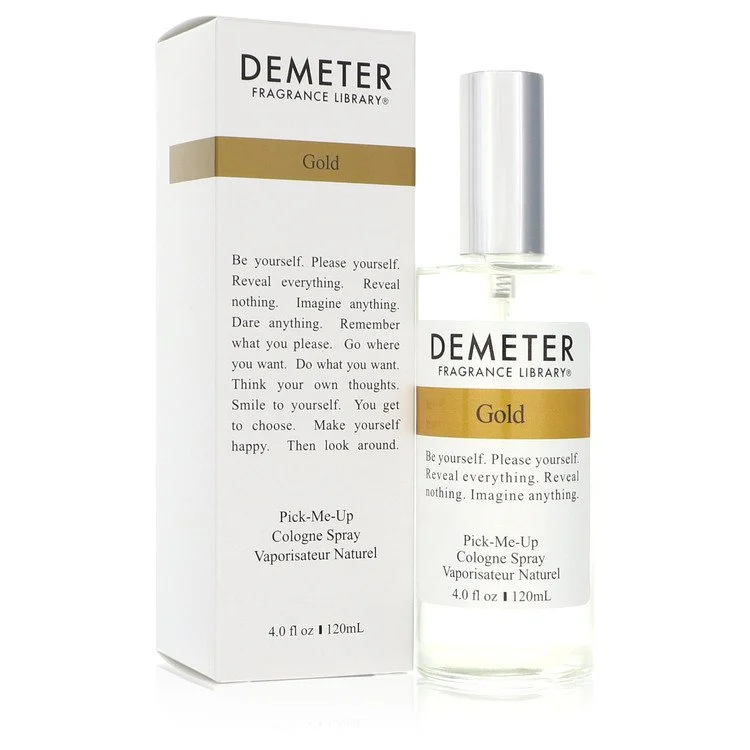 DEMETER
FRAGRANCE LIBRARY®
Gold
Be yourself. Please yourself.
Reveal everything. Reveal
nothing. Imagine anything.
Dare anything. Remember
what you please. Go where
you want. Do what you want.
Think your own thoughts.
Smile to yourself. You get
to choose. Make yourself
happy. Then look around.
Pick-Me-Up
Cologne Spray
Vaporisateur Naturel
4.0 fl oz 120mL
DEMETER
FRAGRANCE LIBRARY®
Gold
Be yourself. Please yourself.
Reveal everything. Reveal
nothing. Imagine anything.
Pick-Me-Up
Cologne Spray
Vaporisateur Naturel
4.0 fl oz 120mL